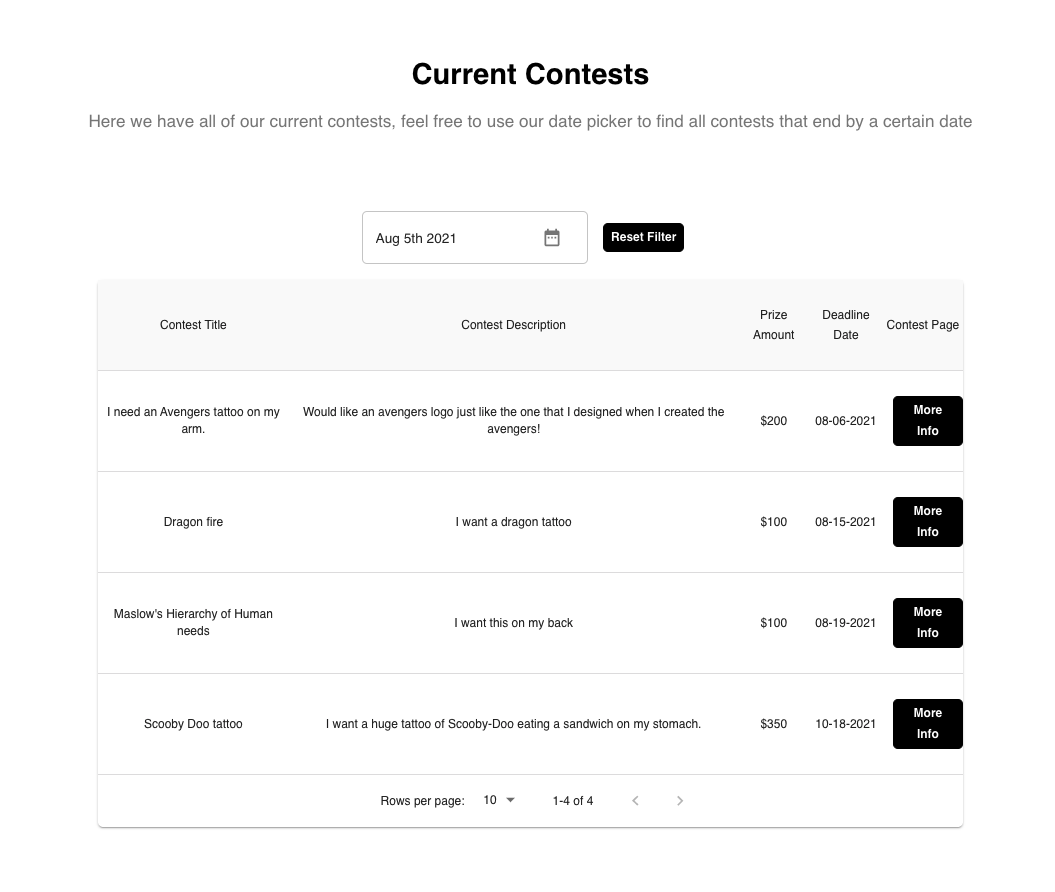 Current Contests
Here we have all of our current contests, feel free to use our date picker to find all contests that end by a certain date
Aug 5th 2021
Reset Filter
Contest Title
Contest Description
Prize
Amount
Deadline
Date
Contest Page
I need an Avengers tattoo on my
arm.
Would like an avengers logo just like the one that I designed when I created the
avengers!
$200
08-06-2021
More
Info
Dragon fire
I want a dragon tattoo
$100
08-15-2021
More
Info
Maslow's Hierarchy of Human
needs
I want this on my back
$100
08-19-2021
More
Info
Scooby Doo tattoo
I want a huge tattoo of Scooby-Doo eating a sandwich on my stomach.
$350
10-18-2021
More
Info
Rows per page:
10
1-4 of 4